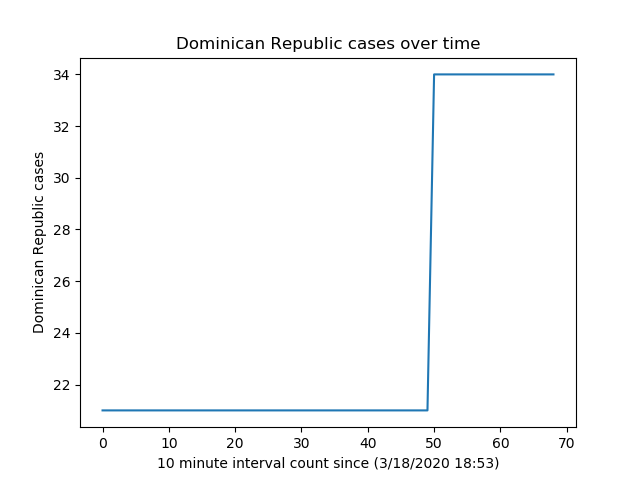 Dominican Republic cases over time
Dominican Republic cases
34
32
30
28
26
24
22
0 10 20 30 40 50 60 70
10 minute interval count since (3/18/2020 18:53)